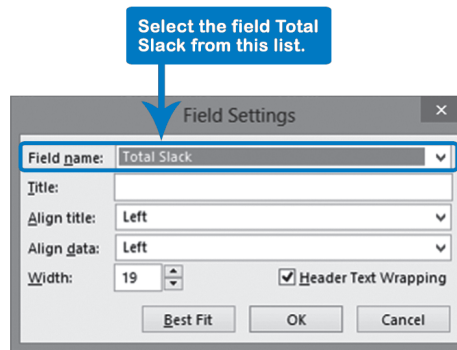 Select the field Total
Slack from this list.
Field Settings
Field name: Total Slack
Title:
Align title: Left
Align data: Left
Width: 19 Header Text Wrapping
Best Fit OK Cancel